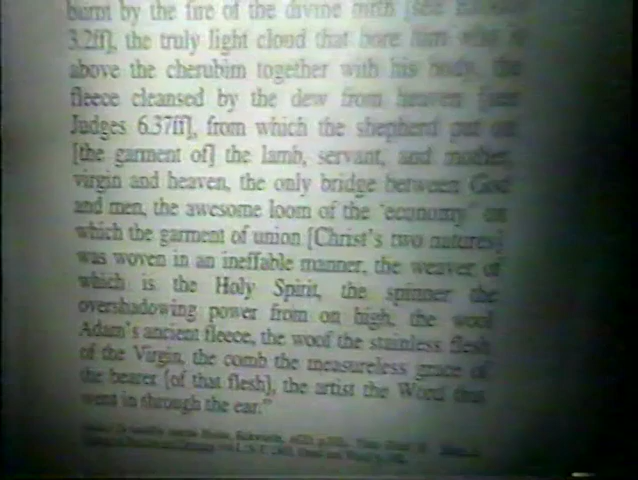 burnt by the fire of the divine birth [see
3.2ff], the truly light cloud that bore him who is
above the cherubim together with his body, the
fleece cleansed by the dew from heaven [see
Judges 6.37ff], from which the shepherd put on
[the garment of] the lamb, servant, and mother,
virgin and heaven, the only bridge between God
and men, the awesome loom of the "economy" on
which the garment of union [Christ's two natures]
was woven in an ineffable manner, the weaver of
which is the Holy Spirit, the spinner the
overshadowing power from on high, the wool
Adam's ancient fleece, the woof the stainless flesh
of the Virgin, the comb the measureless grace of
the bearer [of that flesh], the artist the Word that
went in through the ear."